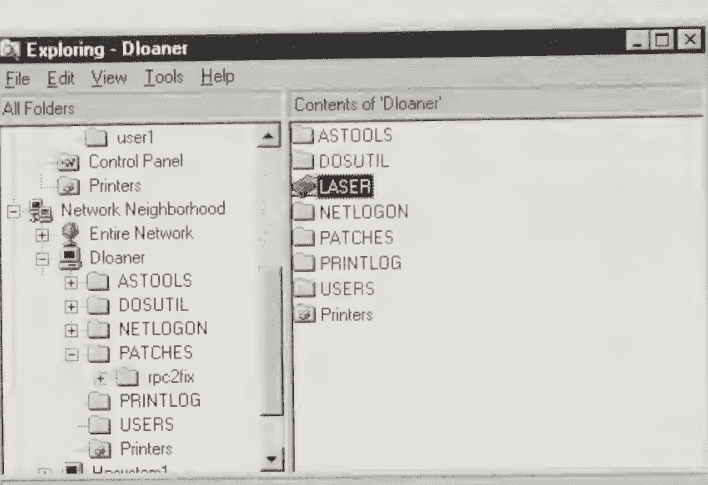 Exploring - Dloaner
File Edit View Tools Help
All Folders
Contents of 'Dloaner'
user1
Control Panel
Printers
Network Neighborhood
Entire Network
Dloaner
ASTOOLS
DOSUTIL
NETLOGON
PATCHES
rpc2fix
PRINTLOG
USERS
Printers
ASTOOLS
DOSUTIL
LASER
NETLOGON
PATCHES
PRINTLOG
USERS
Printers